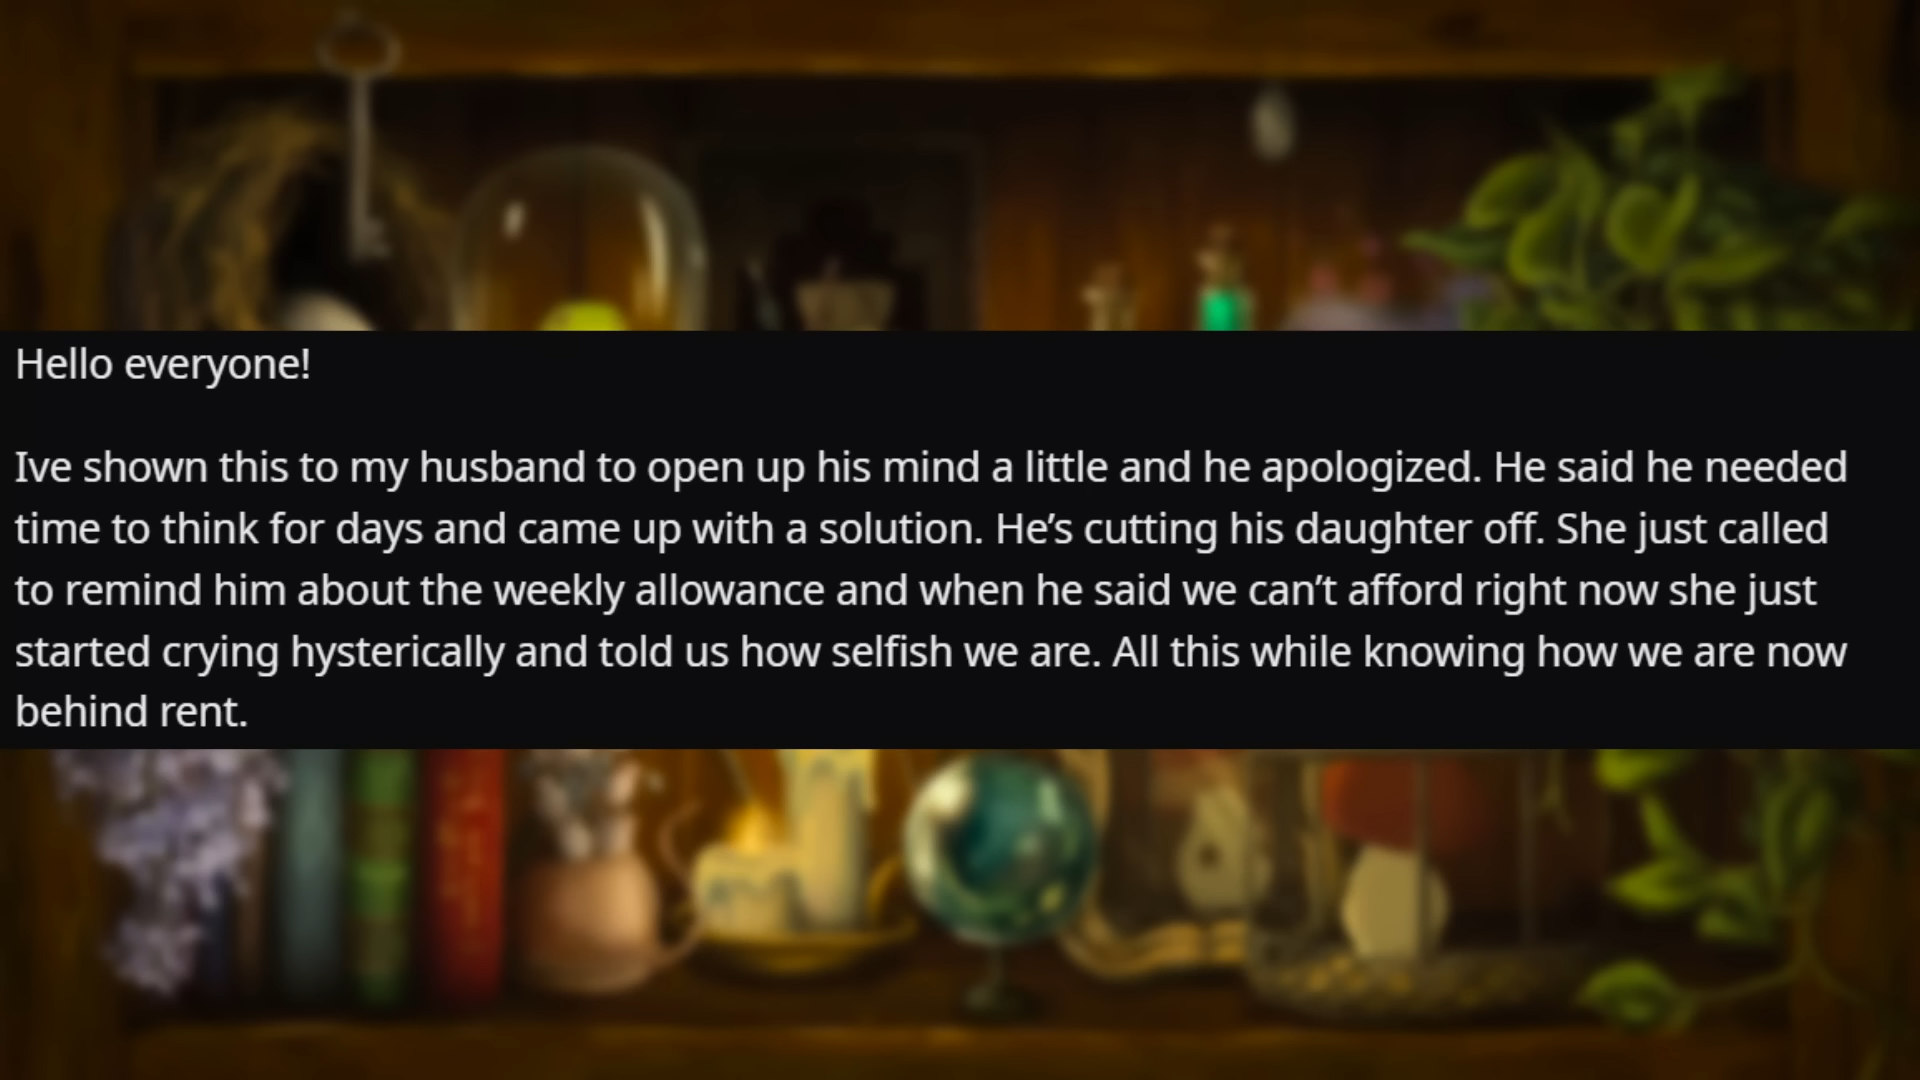 Hello everyone!
Ive shown this to my husband to open up his mind a little and he apologized. He said he needed
time to think for days and came up with a solution. He’s cutting his daughter off. She just called
to remind him about the weekly allowance and when he said we can’t afford right now she just
started crying hysterically and told us how selfish we are. All this while knowing how we are now
behind rent.